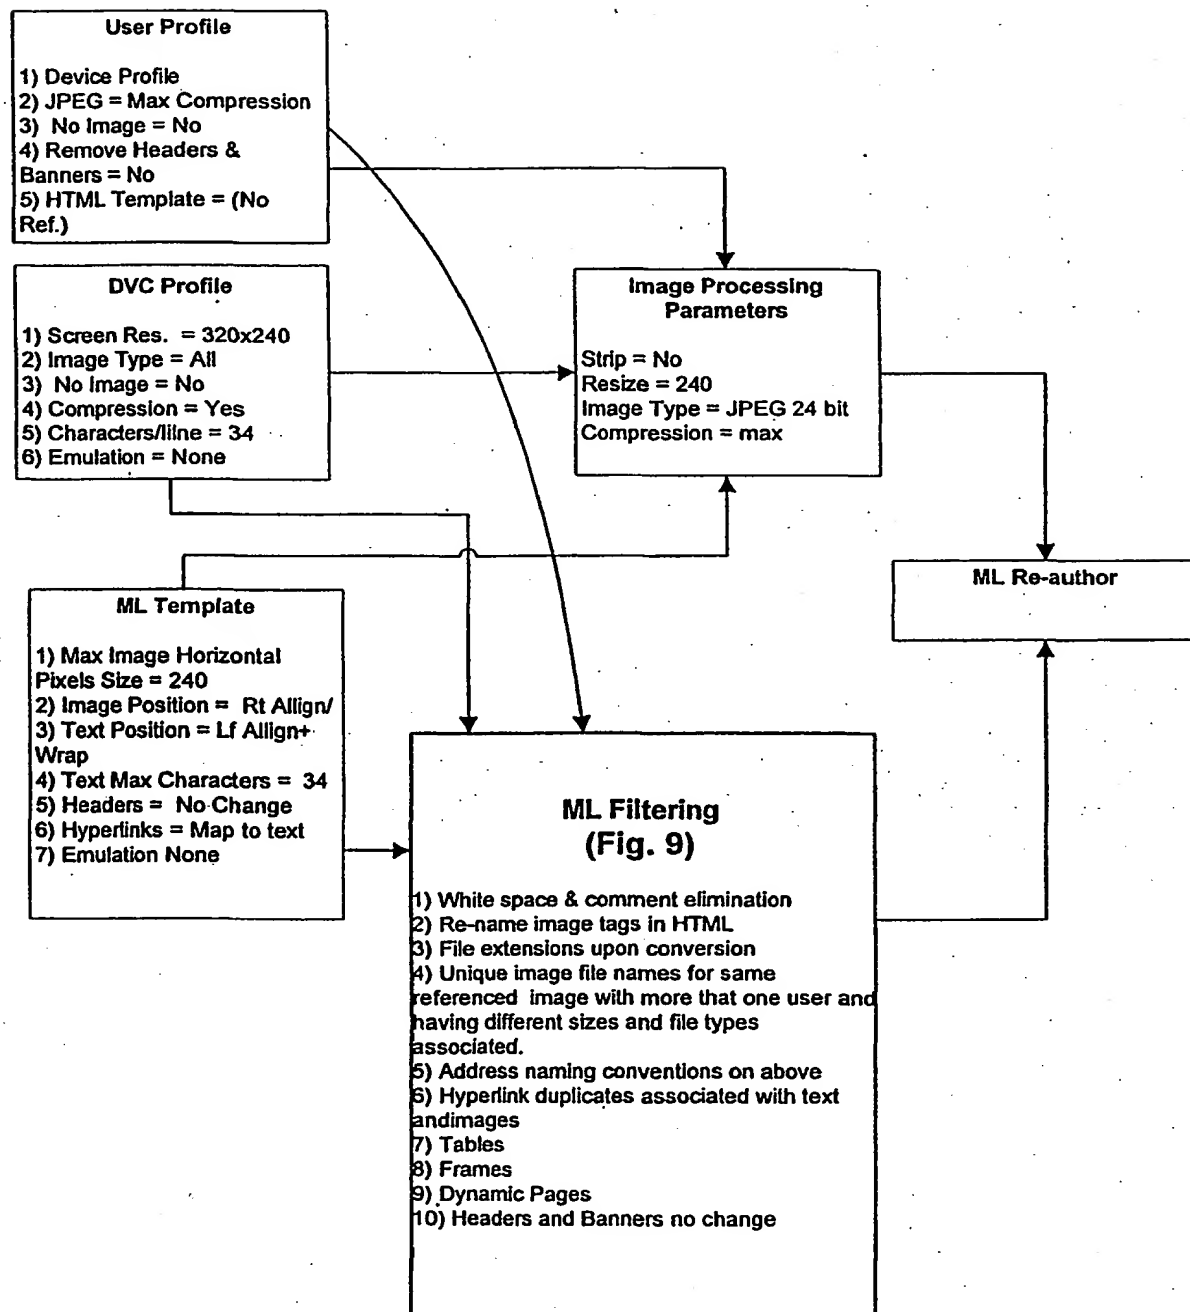 User Profile
1) Device Profile
2) JPEG = Max Compression
3) No Image = No
4) Remove Headers &
Banners = No
5) HTML Template = (No
Ref.)
DVC Profile
1) Screen Res. = 320x240
2) Image Type = All
3) No Image = No
4) Compression = Yes
5) Characters/lilne = 34
6) Emulation = None
Image Processing
Parameters
Strip = No
Resize = 240
Image Type = JPEG 24 bit
Compression = max
ML Re-author
ML Template
1) Max Image Horizontal
Pixels Size = 240
2) Image Position = Rt Allign/
3) Text Position = Lf Allign+
Wrap
4) Text Max Characters = 34
5) Headers = No Change
6) Hyperlinks = Map to text
7) Emulation None
ML Filtering
(Fig. 9)
1) White space & comment elimination
2) Re-name image tags in HTML
3) File extensions upon conversion
4) Unique image file names for same
referenced image with more that one user and
having different sizes and file types
associated.
5) Address naming conventions on above
6) Hyperlink duplicates associated with text
andimages
7) Tables
8) Frames
9) Dynamic Pages
10) Headers and Banners no change